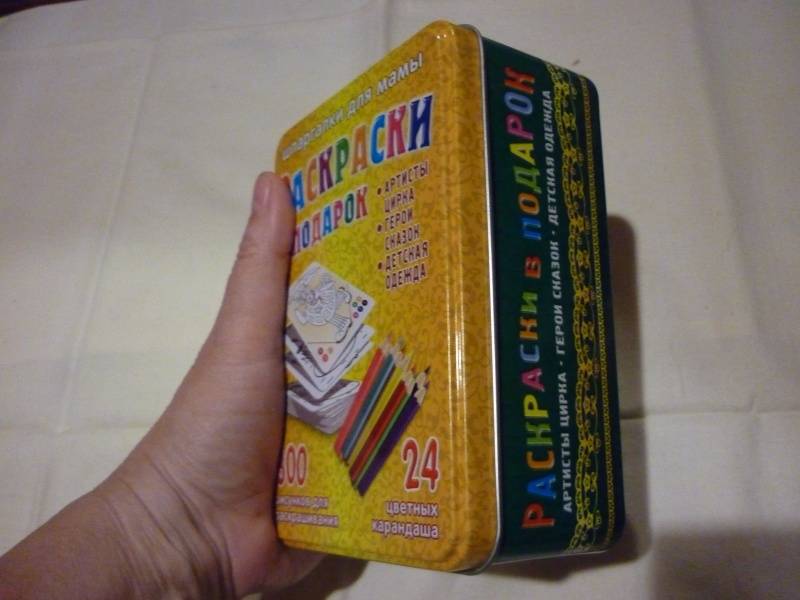 шпаргалки для мамы
РАСКРАСКИ
ПОДАРОК
• АРТИСТЫ
ЦИРКА
• ГЕРОИ
СКАЗОК
• ДЕТСКАЯ
ОДЕЖДА
24
цветных
карандаша
рисунков для
раскрашивания
РАСКРАСКИ В ПОДАРОК
АРТИСТЫ ЦИРКА · ГЕРОИ СКАЗОК · ДЕТСКАЯ ОДЕЖДА